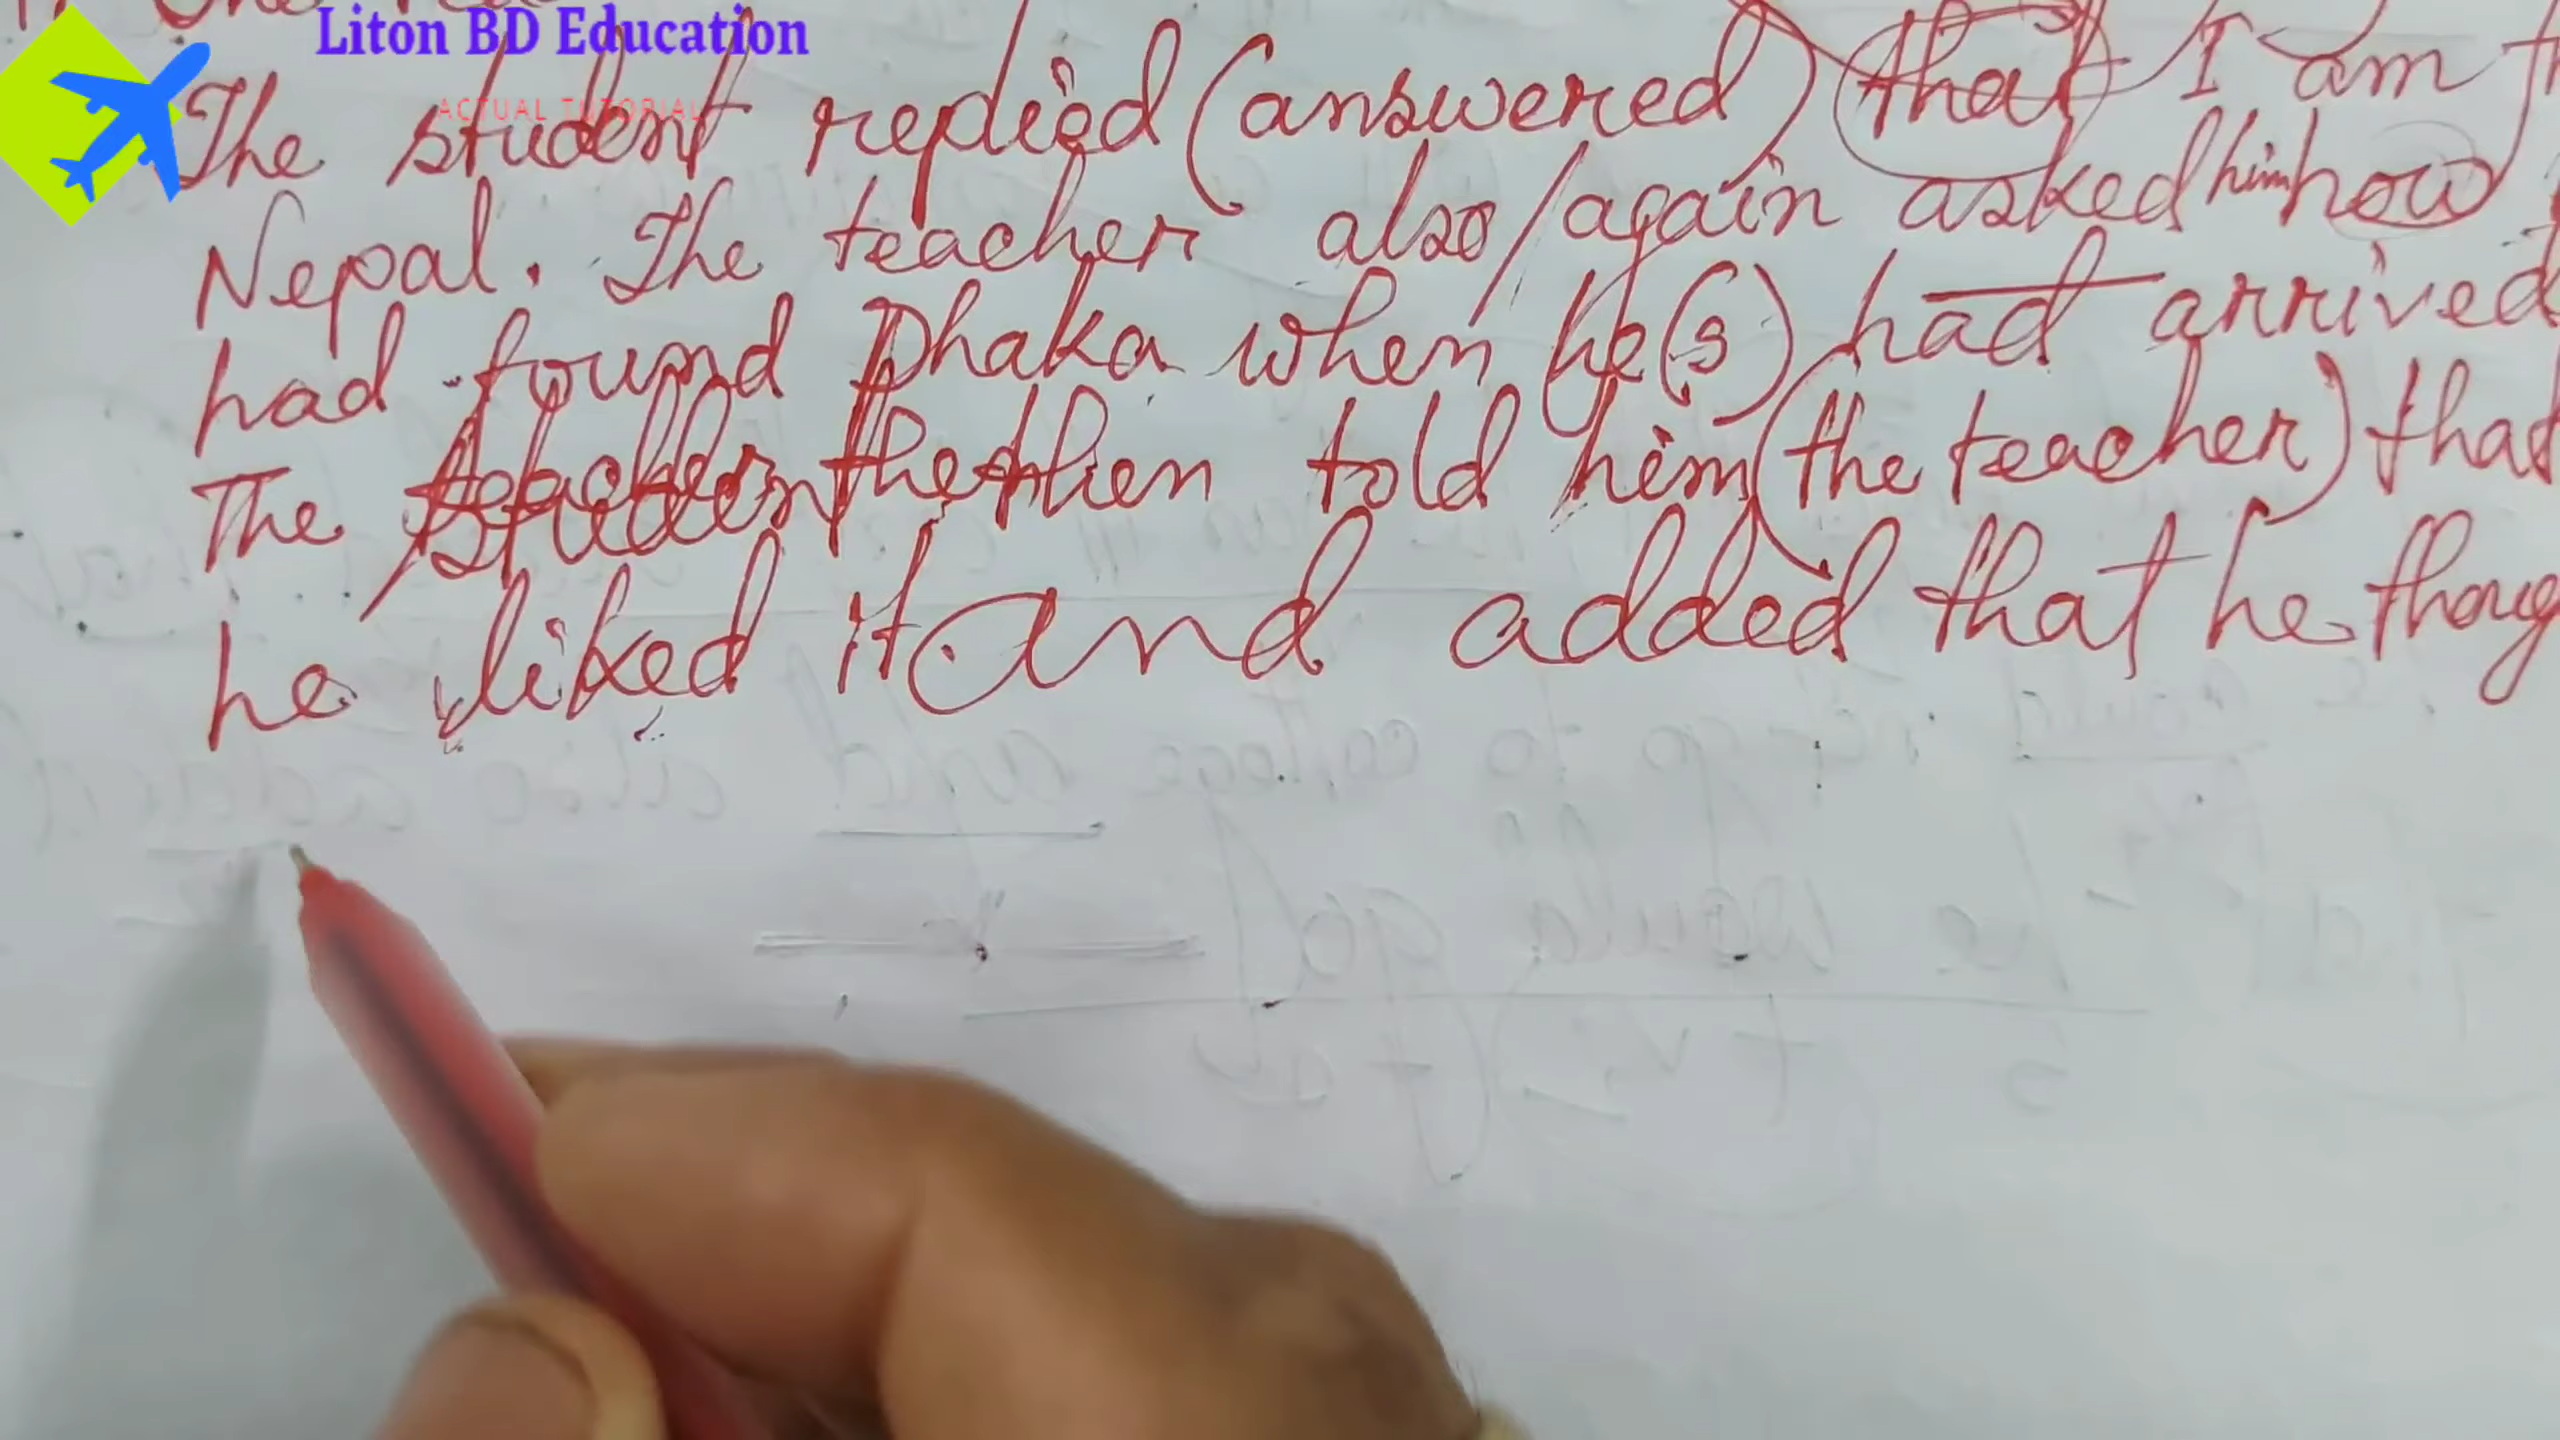 Liton BD Education
ACTUAL TUTORIAL
The student replied (answered) that I am
Nepal. The teacher also/again asked him how
had found Dhaka when he(s) had arrived
The student then told him (the teacher) that
he liked it and added that he thoug